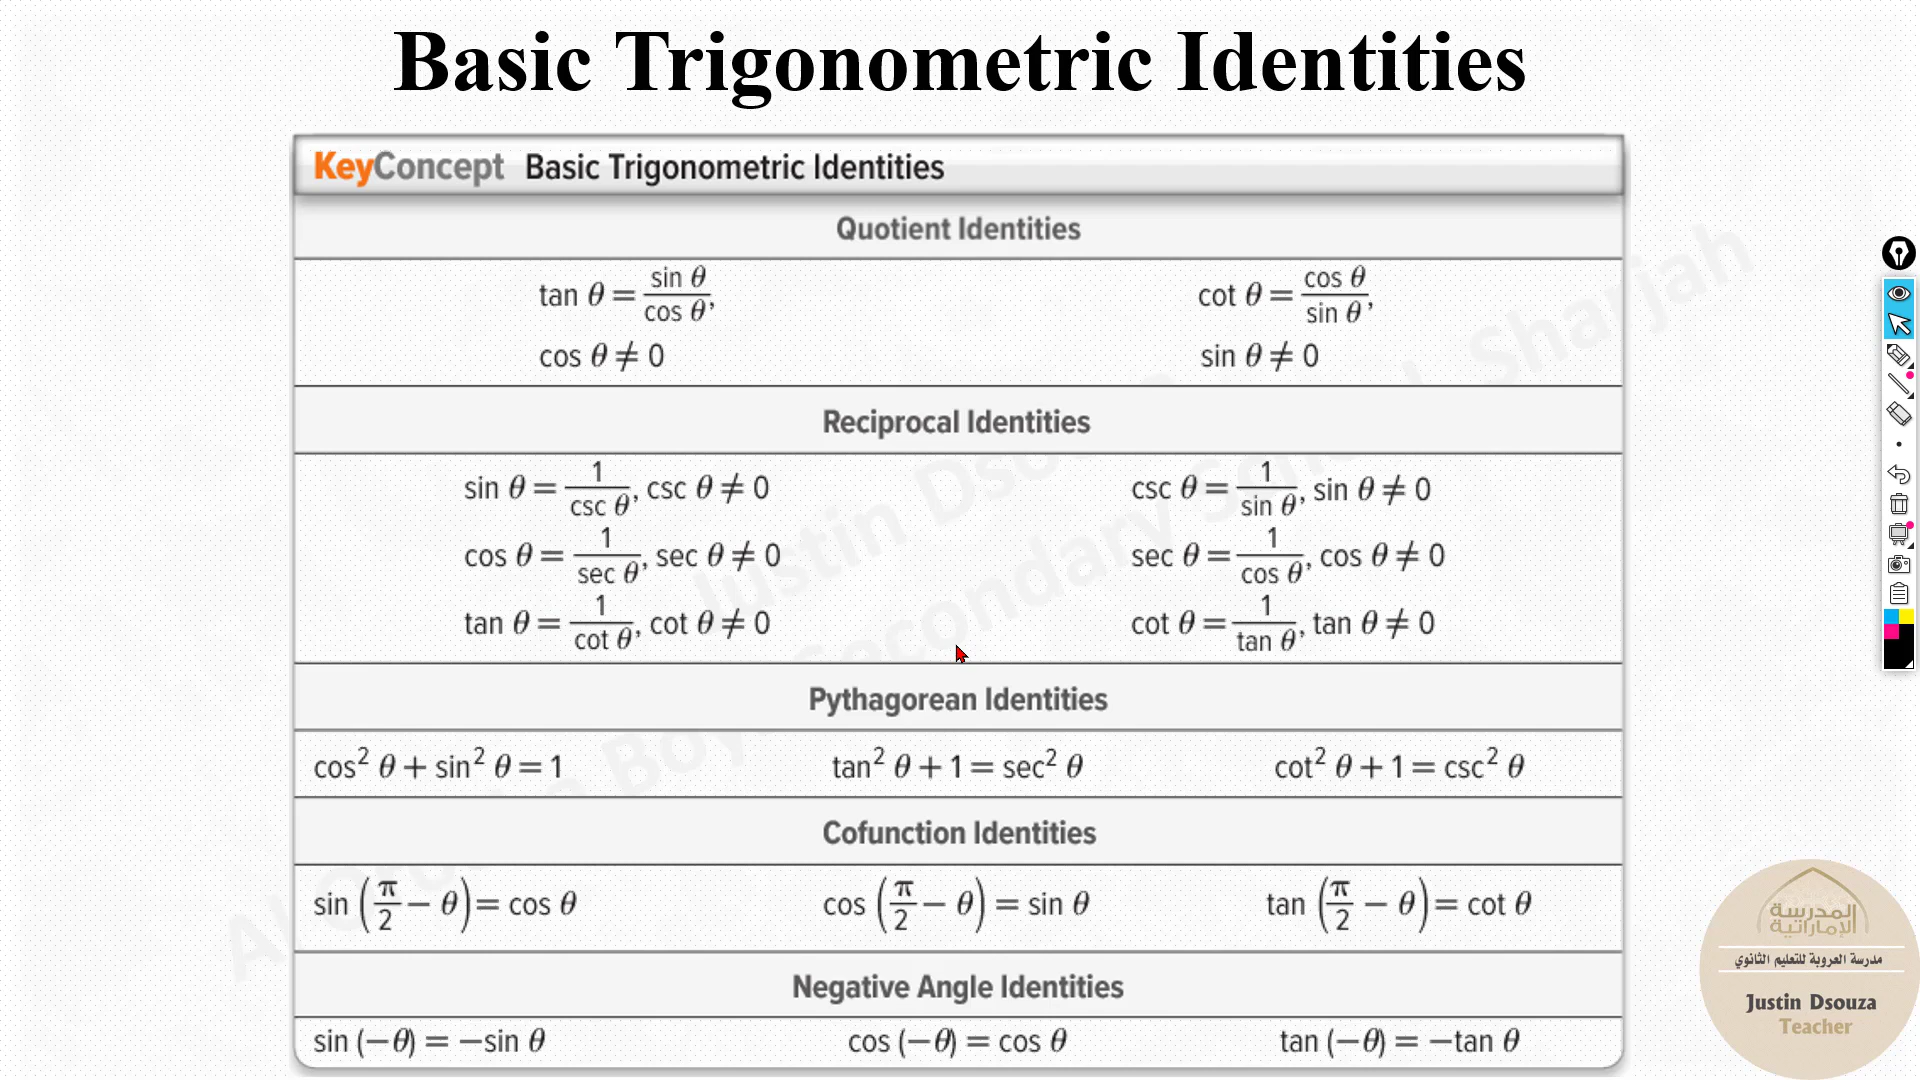 Basic Trigonometric Identities
KeyConcept Basic Trigonometric Identities
Quotient Identities
tan θ = sin θ / cos θ, cot θ = cos θ / sin θ,
cos θ ≠ 0 sin θ ≠ 0
Reciprocal Identities
sin θ = 1 / csc θ, csc θ ≠ 0 csc θ = 1 / sin θ, sin θ ≠ 0
cos θ = 1 / sec θ, sec θ ≠ 0 sec θ = 1 / cos θ, cos θ ≠ 0
tan θ = 1 / cot θ, cot θ ≠ 0 cot θ = 1 / tan θ, tan θ ≠ 0
Pythagorean Identities
cos² θ + sin² θ = 1 tan² θ + 1 = sec² θ cot² θ + 1 = csc² θ
Cofunction Identities
sin (π/2 − θ) = cos θ cos (π/2 − θ) = sin θ tan (π/2 − θ) = cot θ
Negative Angle Identities
sin (−θ) = −sin θ cos (−θ) = cos θ tan (−θ) = −tan θ
المدرسة
الإماراتية
مدرسة العروبة للتعليم الثانوي
Justin Dsouza
Teacher